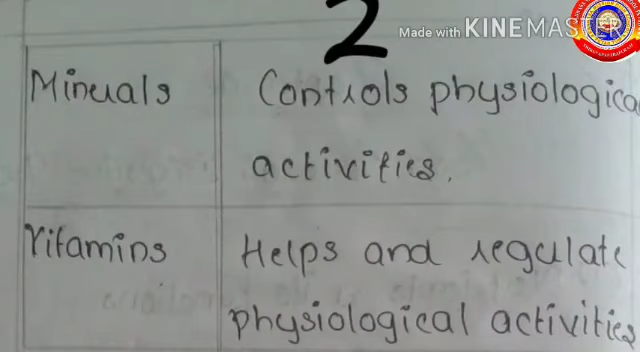 2
Made with KINEMASTER
Minerals Controls physiological
activities.
Vitamins Helps and regulate
physiological activities